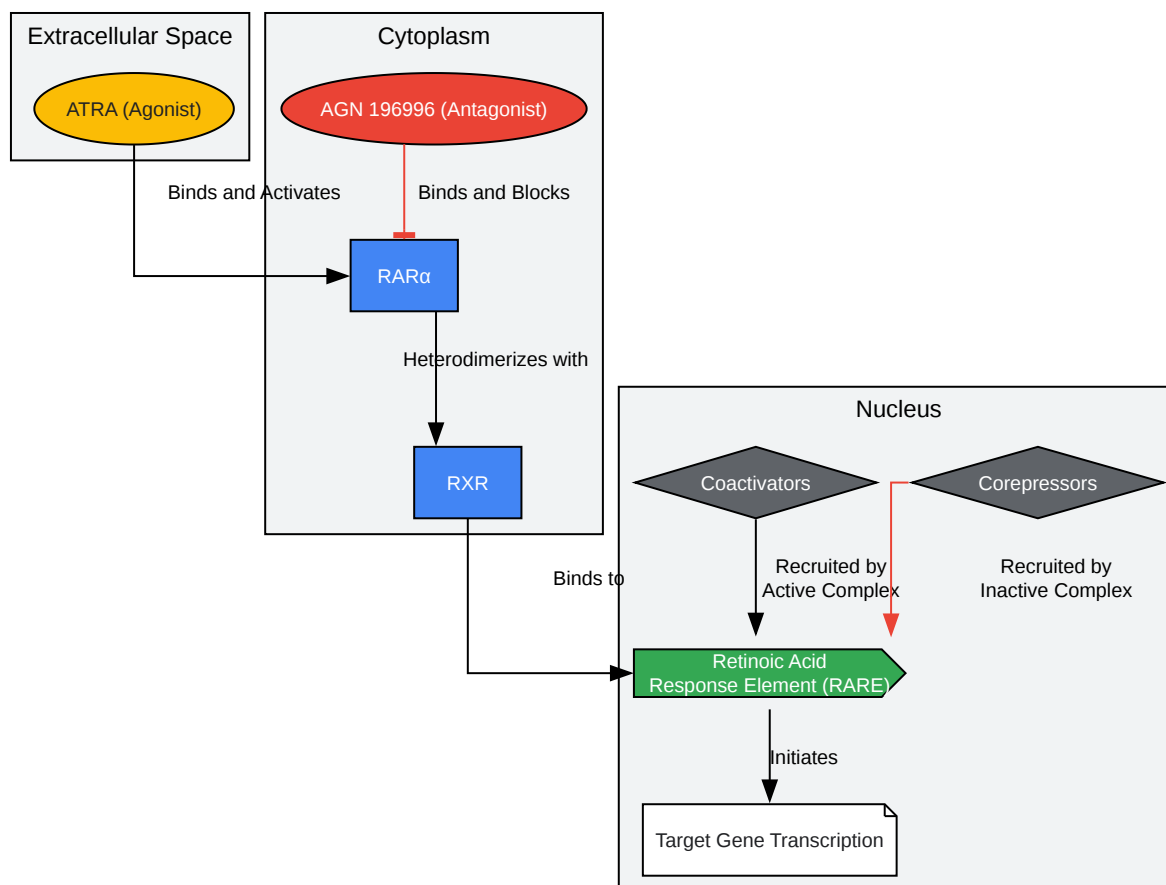 Extracellular Space
Cytoplasm
ATRA (Agonist)
AGN 196996 (Antagonist)
Binds and Activates
Binds and Blocks
RARα
Heterodimerizes with
Nucleus
RXR
Coactivators
Corepressors
Binds to
Recruited by
Active Complex
Recruited by
Inactive Complex
Retinoic Acid
Response Element (RARE)
Initiates
Target Gene Transcription